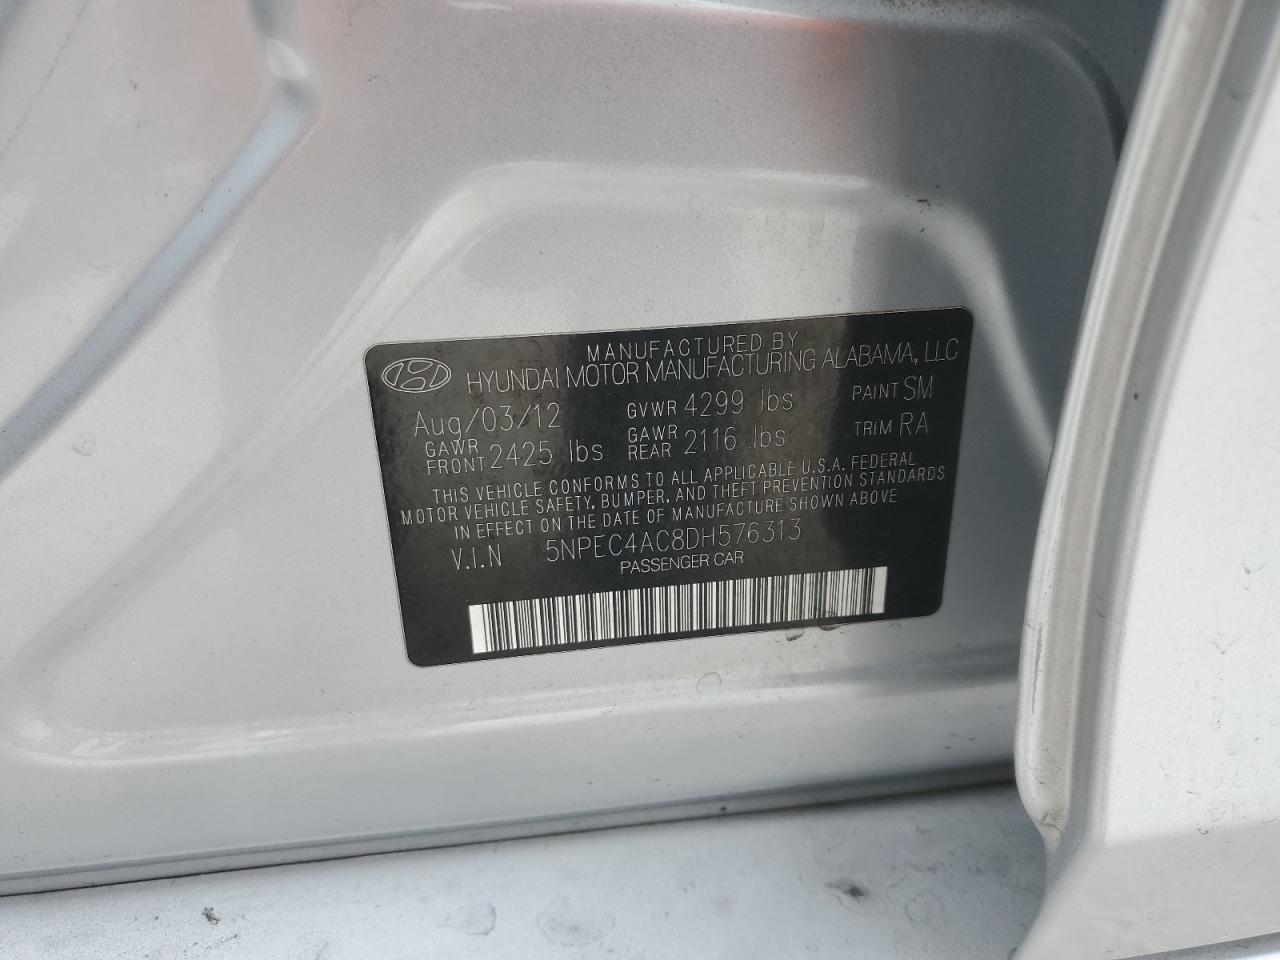 MANUFACTURED BY
HYUNDAI MOTOR MANUFACTURING ALABAMA, LLC
Aug/03/12 GVWR 4299 lbs PAINT SM
GAWR FRONT 2425 lbs GAWR REAR 2116 lbs TRIM RA
THIS VEHICLE CONFORMS TO ALL APPLICABLE U.S.A. FEDERAL
MOTOR VEHICLE SAFETY, BUMPER, AND THEFT PREVENTION STANDARDS
IN EFFECT ON THE DATE OF MANUFACTURE SHOWN ABOVE
V.I.N 5NPEC4AC8DH576313
PASSENGER CAR